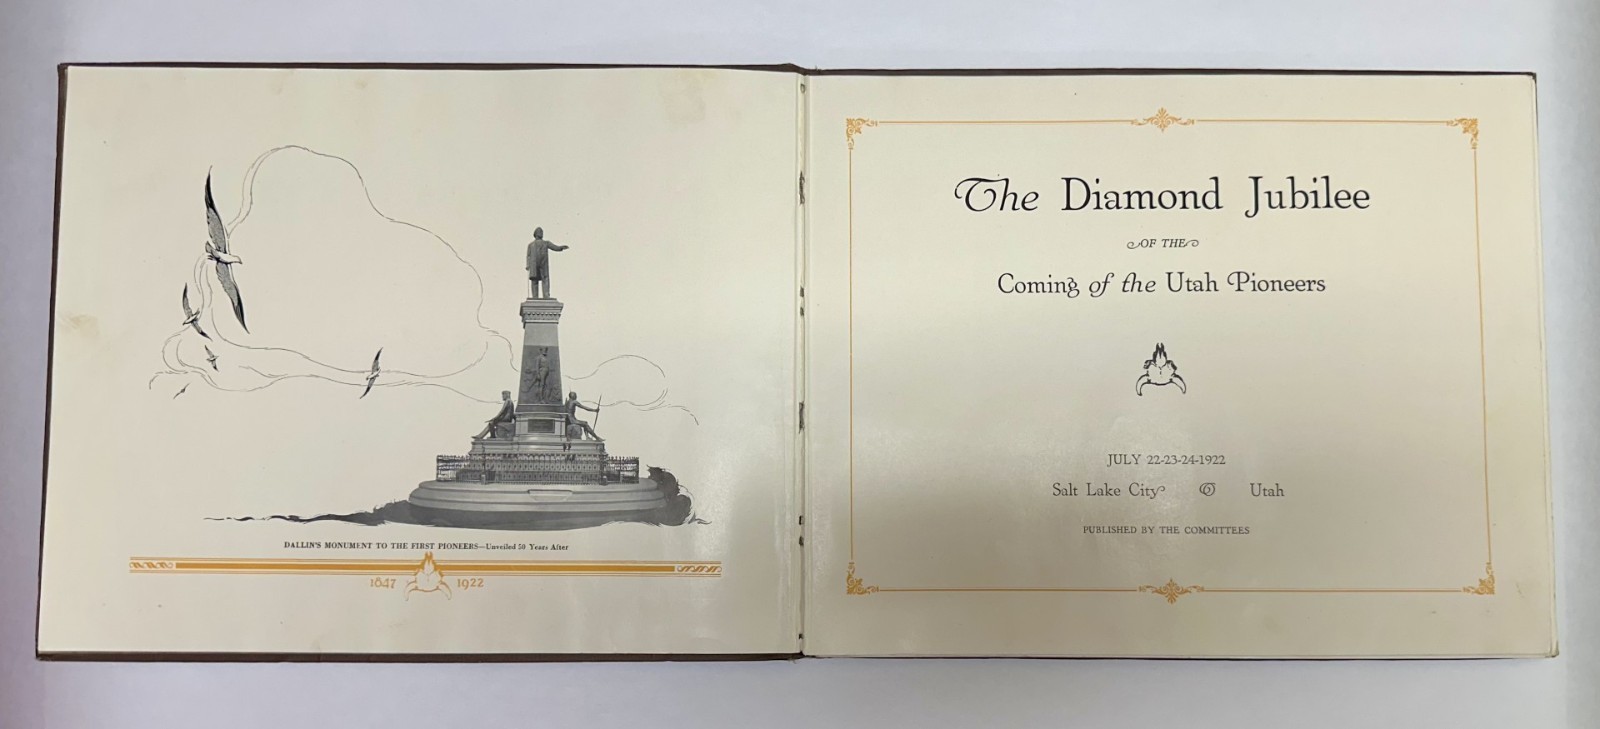 DALLIN'S MONUMENT TO THE FIRST PIONEERS—Unveiled 50 Years After
1847 1922
The Diamond Jubilee
OF THE
Coming of the Utah Pioneers
JULY 22-23-24-1922
Salt Lake City Utah
PUBLISHED BY THE COMMITTEES